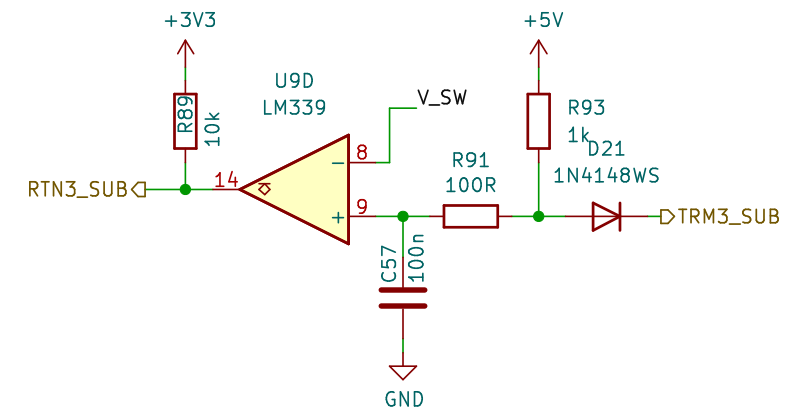 +3V3
+5V
U9D
LM339
V_SW
R89
10k
R93
1k
D21
1N4148WS
R91
100R
8
9
14
-
+
RTN3_SUB
TRM3_SUB
C57
100n
GND